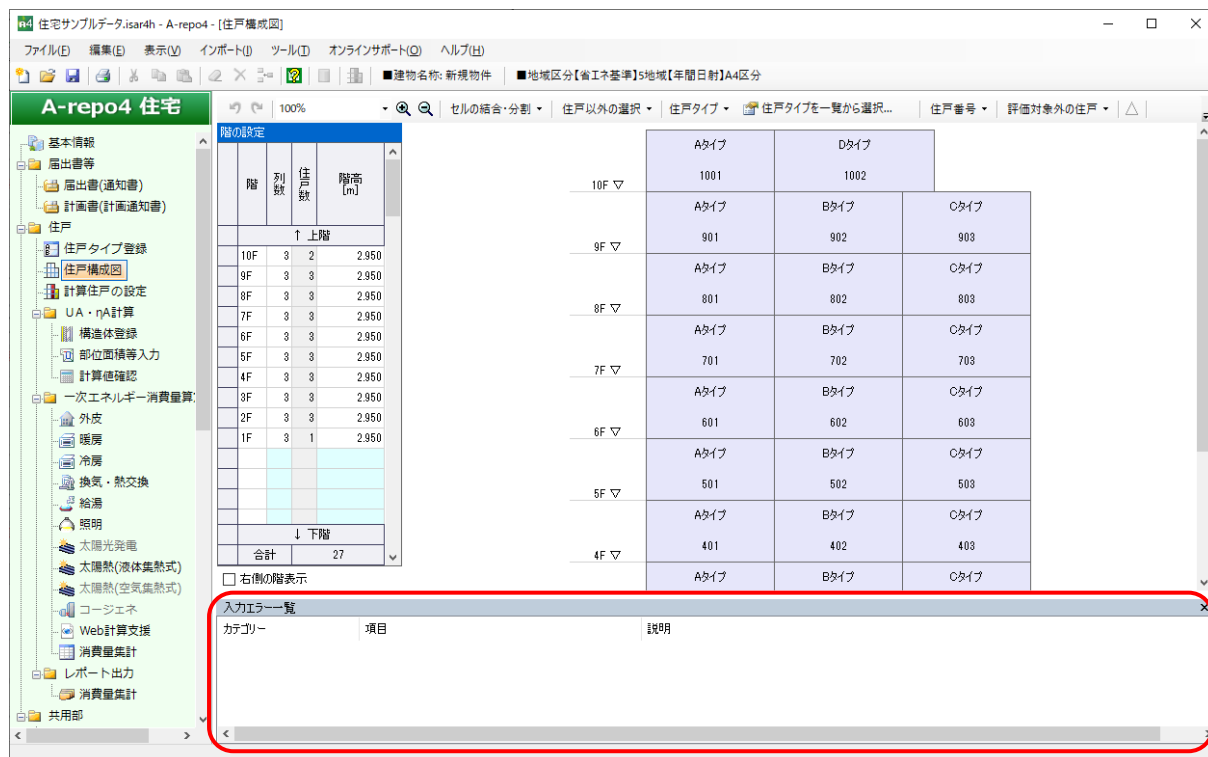 住宅サンプルデータ.isar4h - A-repo4 - [住戸構成図]
ファイル(F) 編集(E) 表示(V) インポート(I) ツール(T) オンラインサポート(O) ヘルプ(H)
■建物名称: 新規物件 ■地域区分【省エネ基準】5地域【年間日射】A4区分
A-repo4 住宅
100% セルの結合・分割 住戸以外の選択 住戸タイプ 住戸タイプを一覧から選択... 住戸番号 評価対象外の住戸
基本情報
届出書等
届出書(通知書)
計画書(計画通知書)
住戸
住戸タイプ登録
住戸構成図
計算住戸の設定
UA・ηA計算
構造体登録
部位面積等入力
計算値確認
一次エネルギー消費量算
外皮
暖房
冷房
換気・熱交換
給湯
照明
太陽光発電
太陽熱(液体集熱式)
太陽熱(空気集熱式)
コージェネ
Web計算支援
消費量集計
レポート出力
消費量集計
共用部
階の設定
階 列数 住戸数 階高[m]
↑ 上階
10F 3 2 2.950
9F 3 3 2.950
8F 3 3 2.950
7F 3 3 2.950
6F 3 3 2.950
5F 3 3 2.950
4F 3 3 2.950
3F 3 3 2.950
2F 3 3 2.950
1F 3 1 2.950
↓ 下階
合計 27
右側の階表示
Aタイプ Dタイプ
1001 1002
10F ▽
Aタイプ Bタイプ Cタイプ
901 902 903
9F ▽
Aタイプ Bタイプ Cタイプ
801 802 803
8F ▽
Aタイプ Bタイプ Cタイプ
701 702 703
7F ▽
Aタイプ Bタイプ Cタイプ
601 602 603
6F ▽
Aタイプ Bタイプ Cタイプ
501 502 503
5F ▽
Aタイプ Bタイプ Cタイプ
401 402 403
4F ▽
Aタイプ Bタイプ Cタイプ
入力エラー一覧
カテゴリー 項目 説明